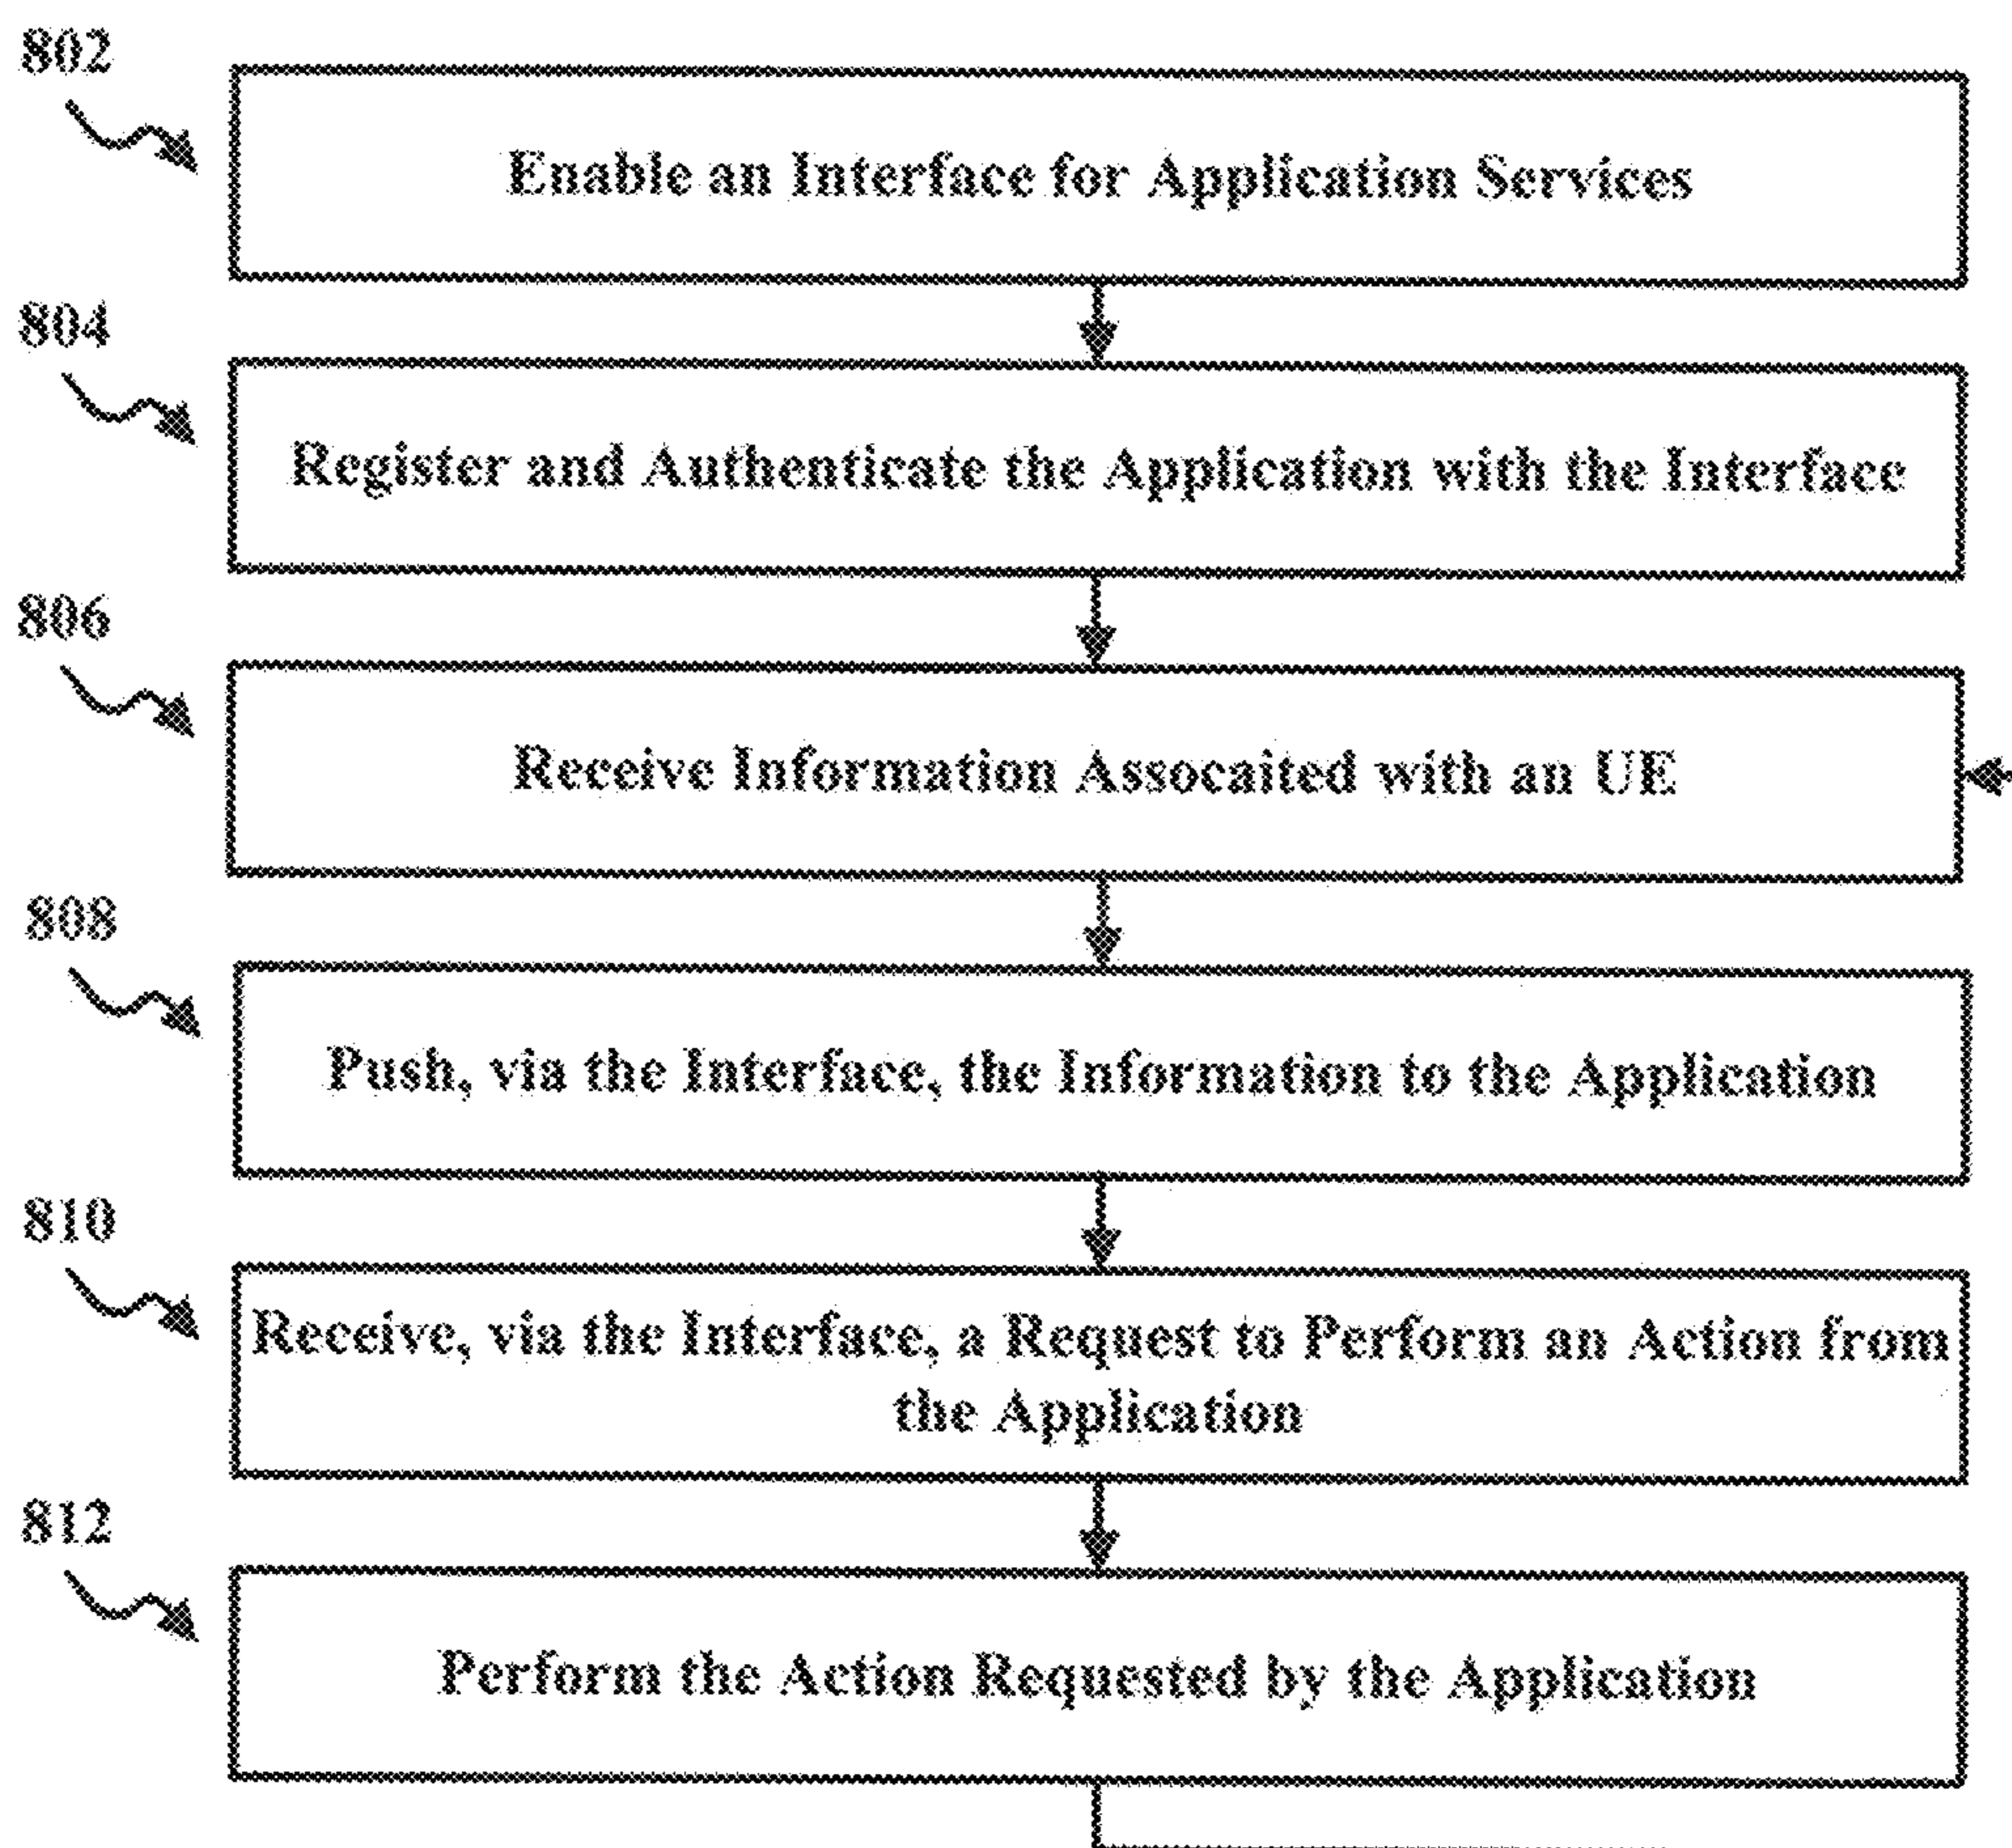 802
Enable an Interface for Application Services
804
Register and Authenticate the Application with the Interface
806
Receive Information Assocaited with an UE
808
Push, via the Interface, the Information to the Application
810
Receive, via the Interface, a Request to Perform an Action from
the Application
812
Perform the Action Requested by the Application